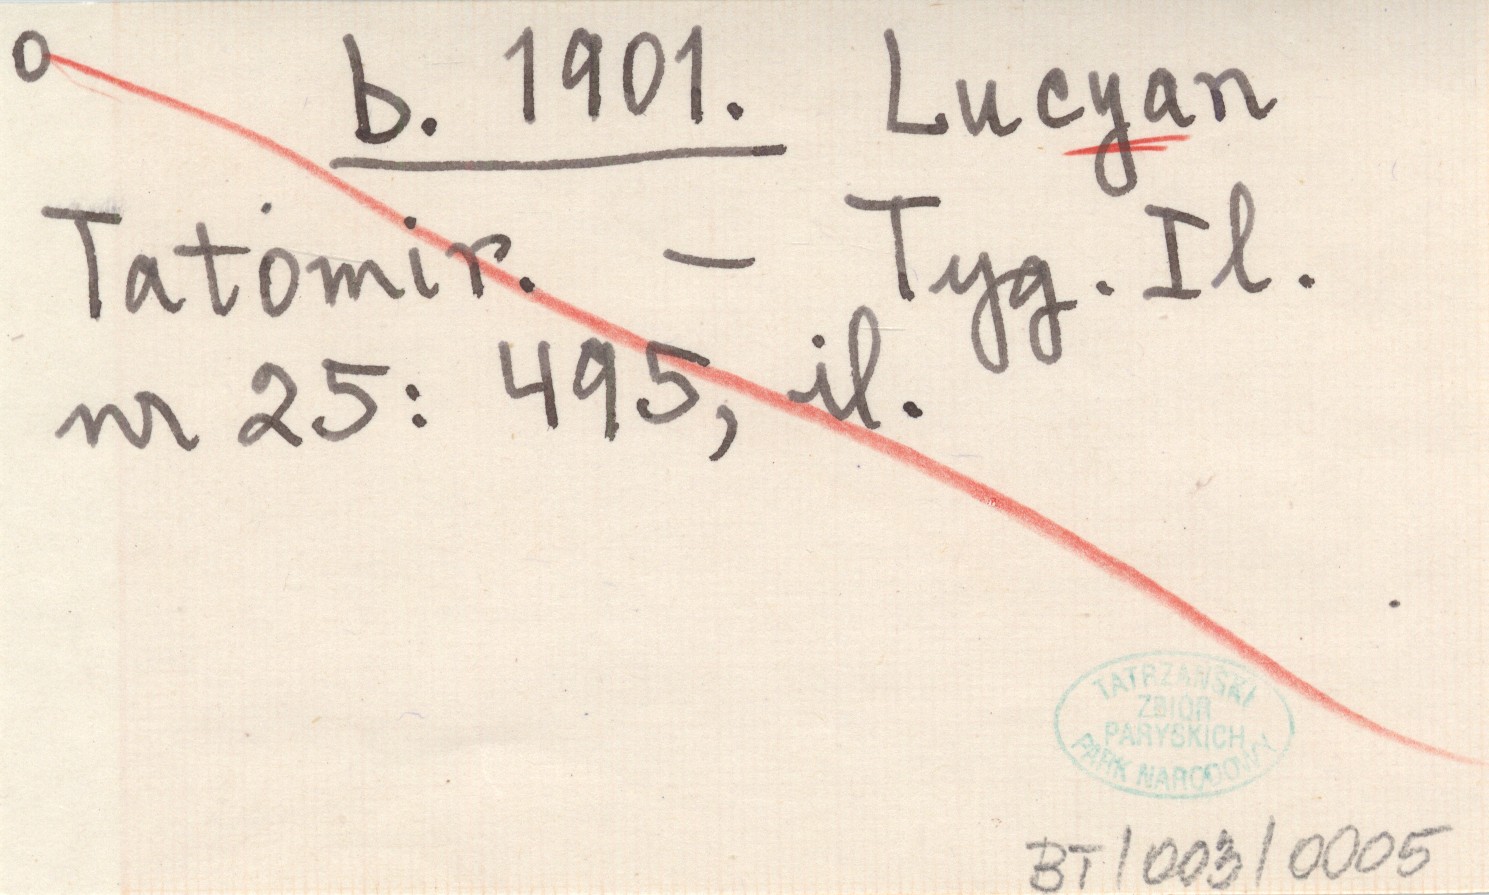 o b. 1901. Lucyan
Tatomir. — Tyg. Il.
nr 25: 495, il.
TATRZAŃSKI
ZBIÓR
PARYSKICH
PARK NARODOWY
BT/003/0005